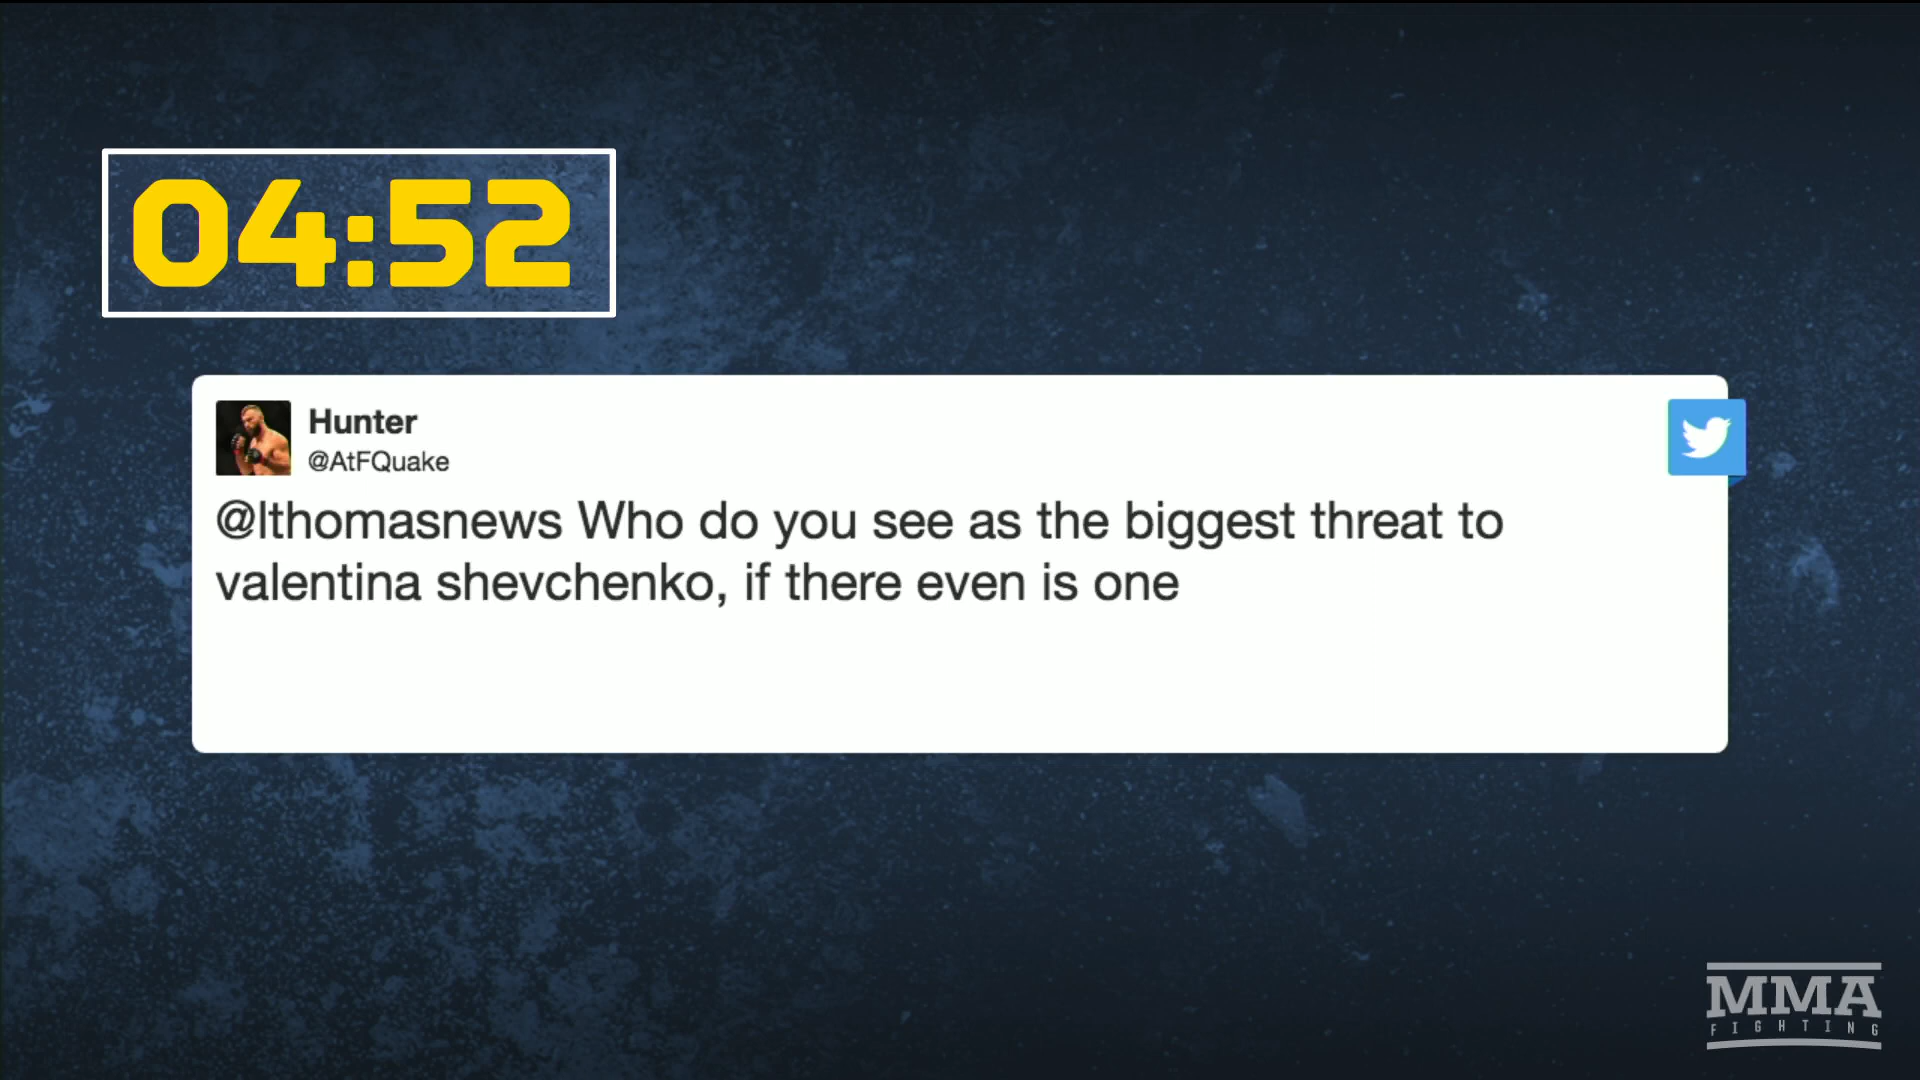 04:52
Hunter
@AtFQuake
@lthomasnews Who do you see as the biggest threat to
valentina shevchenko, if there even is one
MMA
FIGHTING